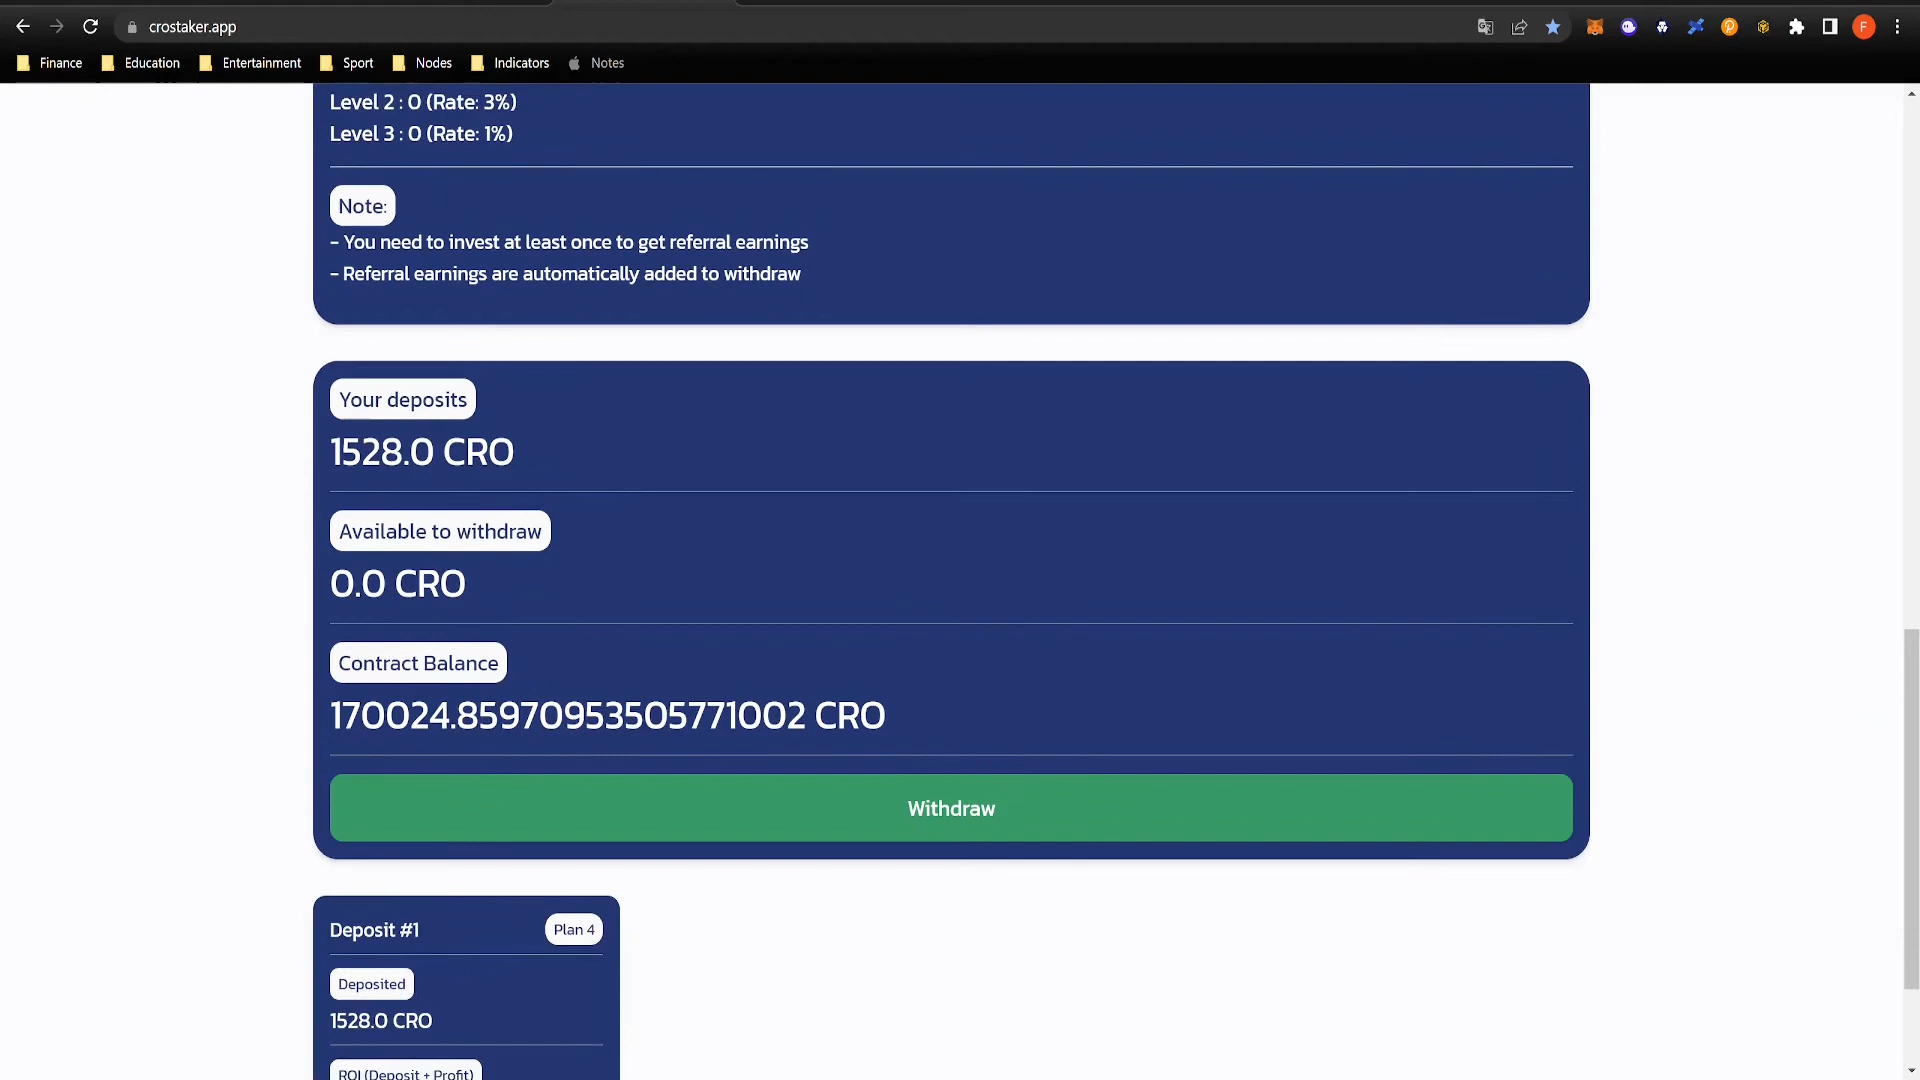 crostaker.app
F
Finance Education Entertainment Sport Nodes Indicators Notes
Level 2 : 0 (Rate: 3%)
Level 3 : 0 (Rate: 1%)
Note:
- You need to invest at least once to get referral earnings
- Referral earnings are automatically added to withdraw
Your deposits
1528.0 CRO
Available to withdraw
0.0 CRO
Contract Balance
170024.85970953505771002 CRO
Withdraw
Deposit #1 Plan 4
Deposited
1528.0 CRO
ROI (Deposit + Profit)